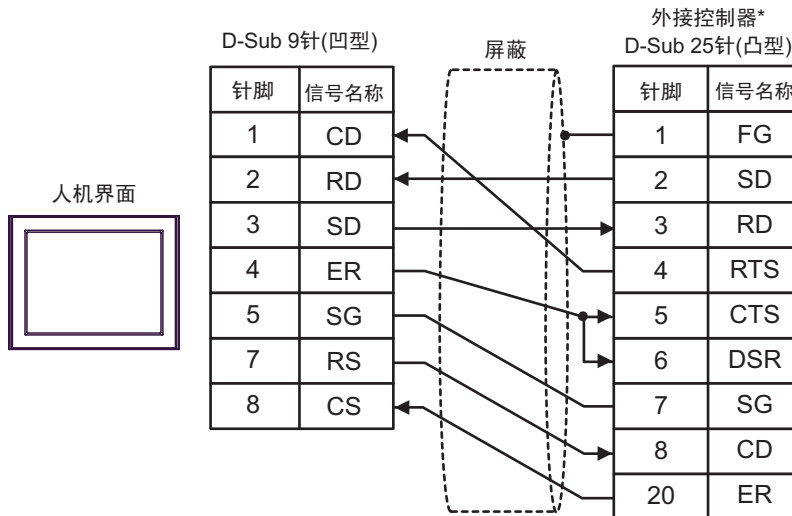 外接控制器*
D-Sub 9针(凹型)
屏蔽
D-Sub 25针(凸型)
人机界面
针脚 信号名称
1 CD
2 RD
3 SD
4 ER
5 SG
7 RS
8 CS
针脚 信号名称
1 FG
2 SD
3 RD
4 RTS
5 CTS
6 DSR
7 SG
8 CD
20 ER